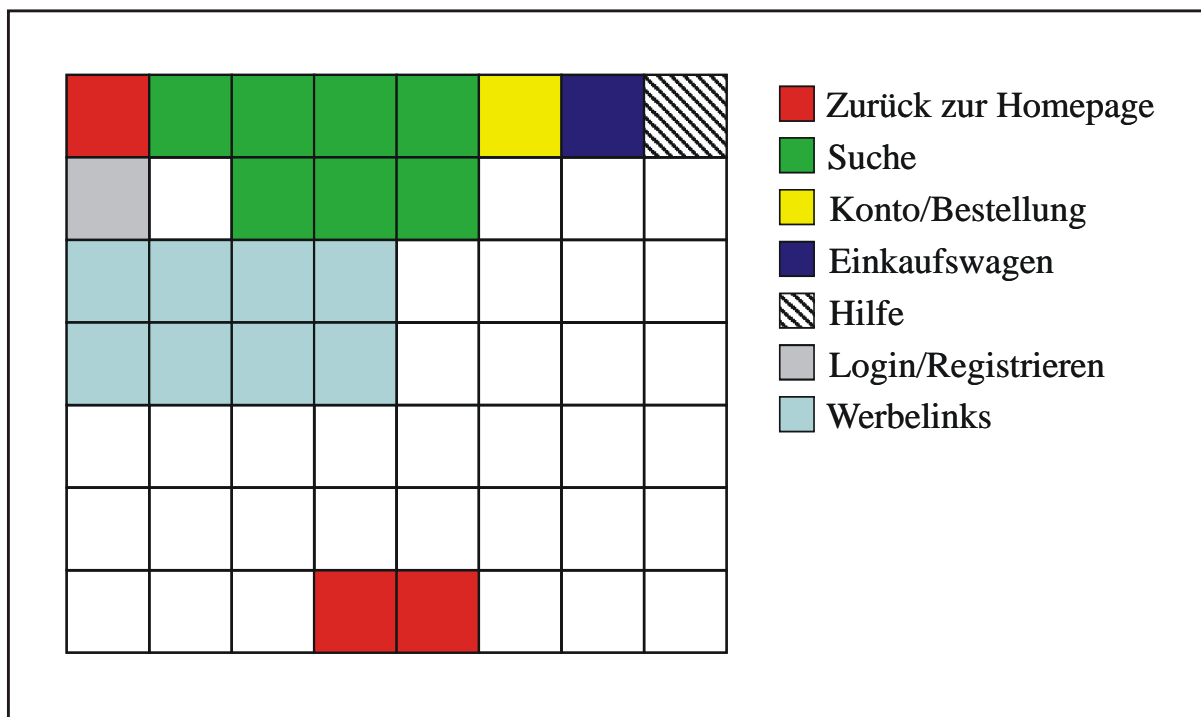 Zurück zur Homepage
Suche
Konto/Bestellung
Einkaufswagen
Hilfe
Login/Registrieren
Werbelinks